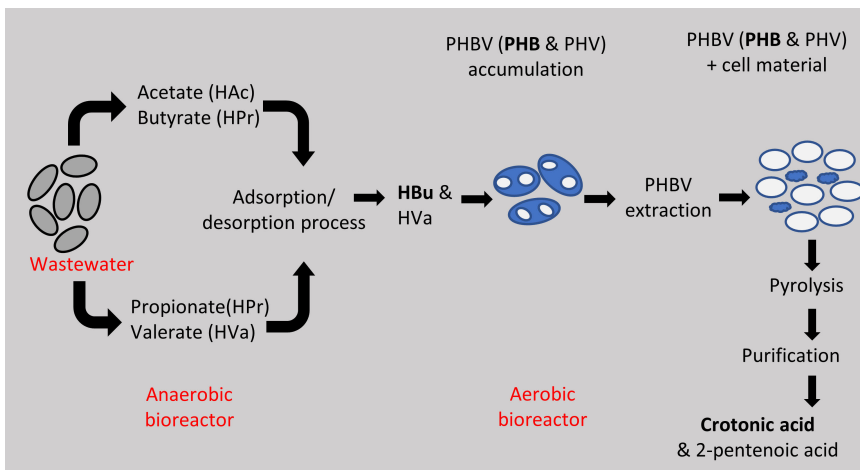 PHBV (PHB & PHV)
accumulation
PHBV (PHB & PHV)
+ cell material
Acetate (HAc)
Butyrate (HPr)
Wastewater
Adsorption/
desorption process
HBu &
HVa
PHBV
extraction
Propionate(HPr)
Valerate (HVa)
Pyrolysis
Purification
Anaerobic
bioreactor
Aerobic
bioreactor
Crotonic acid
& 2-pentenoic acid